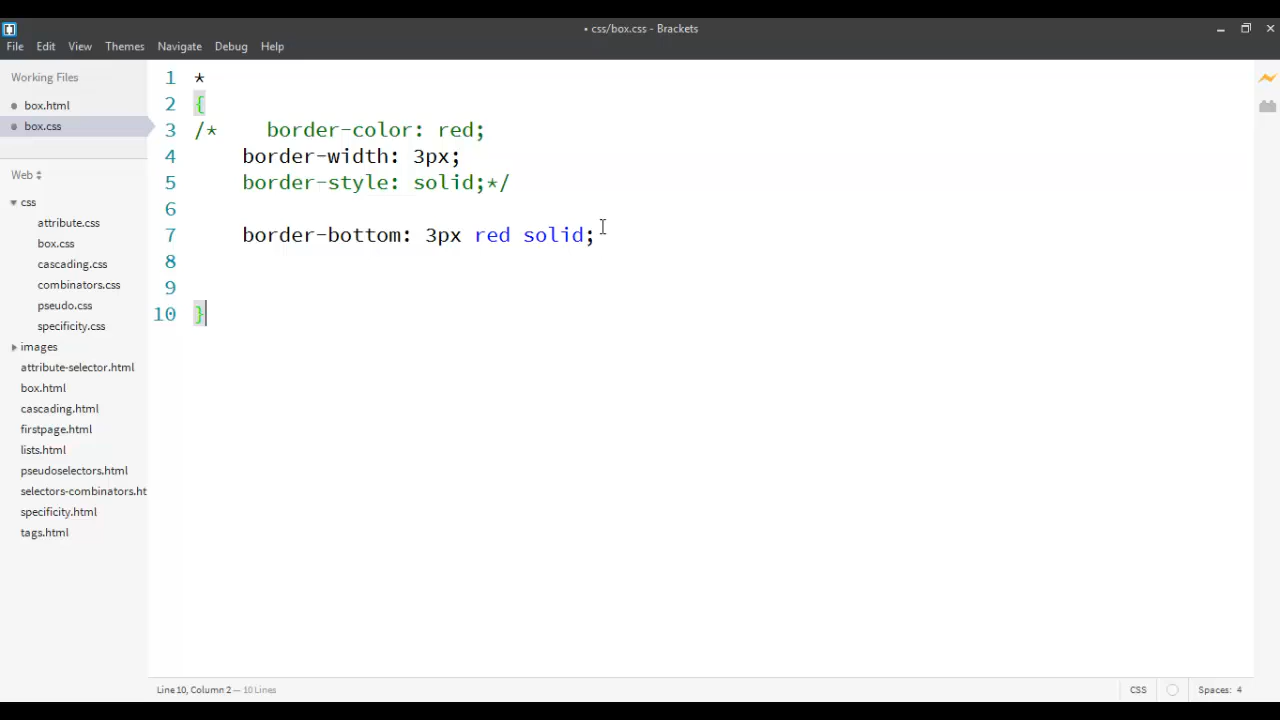 • css/box.css - Brackets
File Edit View Themes Navigate Debug Help
Working Files
box.html
box.css
Web
css
attribute.css
box.css
cascading.css
combinators.css
pseudo.css
specificity.css
images
attribute-selector.html
box.html
cascading.html
firstpage.html
lists.html
pseudoselectors.html
selectors-combinators.ht
specificity.html
tags.html
1 *
2 {
3 /*    border-color: red;
4     border-width: 3px;
5     border-style: solid;*/
6
7     border-bottom: 3px red solid;
8
9
10 }
Line 10, Column 2 — 10 Lines
CSS
Spaces: 4